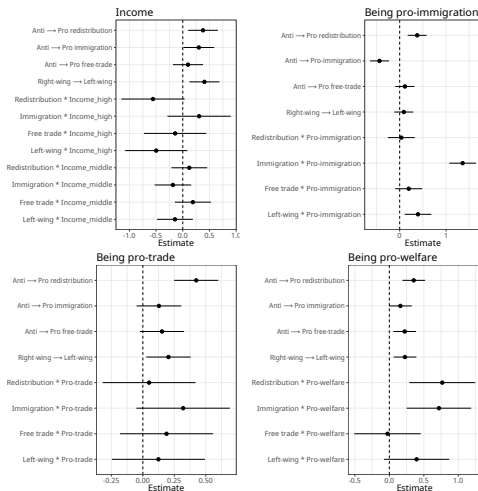 Income
Anti → Pro redistribution
Anti → Pro immigration
Anti → Pro free-trade
Right-wing → Left-wing
Redistribution * Income_high
Immigration * Income_high
Free trade * Income_high
Left-wing * Income_high
Redistribution * Income_middle
Immigration * Income_middle
Free trade * Income_middle
Left-wing * Income_middle
-1.0 -0.5 0.0 0.5 1.0
Estimate
Being pro-immigration
Anti → Pro redistribution
Anti → Pro-immigration
Anti → Pro free-trade
Right-wing → Left-wing
Redistribution * Pro-immigration
Immigration * Pro-immigration
Free trade * Pro-immigration
Left-wing * Pro-immigration
0 1
Estimate
Being pro-trade
Anti → Pro redistribution
Anti → Pro immigration
Anti → Pro free-trade
Right-wing → Left-wing
Redistribution * Pro-trade
Immigration * Pro-trade
Free trade * Pro-trade
Left-wing * Pro-trade
-0.25 0.00 0.25 0.50
Estimate
Being pro-welfare
Anti → Pro redistribution
Anti → Pro immigration
Anti → Pro free-trade
Right-wing → Left-wing
Redistribution * Pro-welfare
Immigration * Pro-welfare
Free trade * Pro-welfare
Left-wing * Pro-welfare
-0.5 0.0 0.5 1.0
Estimate